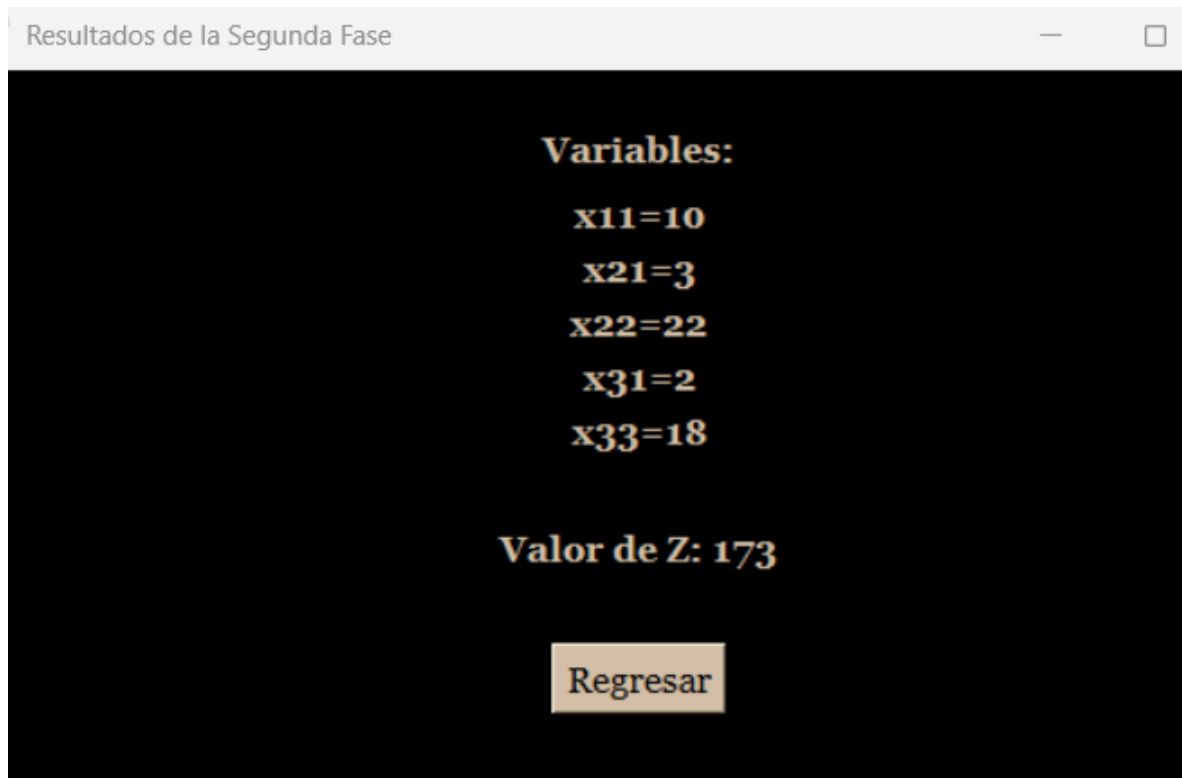 Resultados de la Segunda Fase
Variables:
x11=10
x21=3
x22=22
x31=2
x33=18
Valor de Z: 173
Regresar